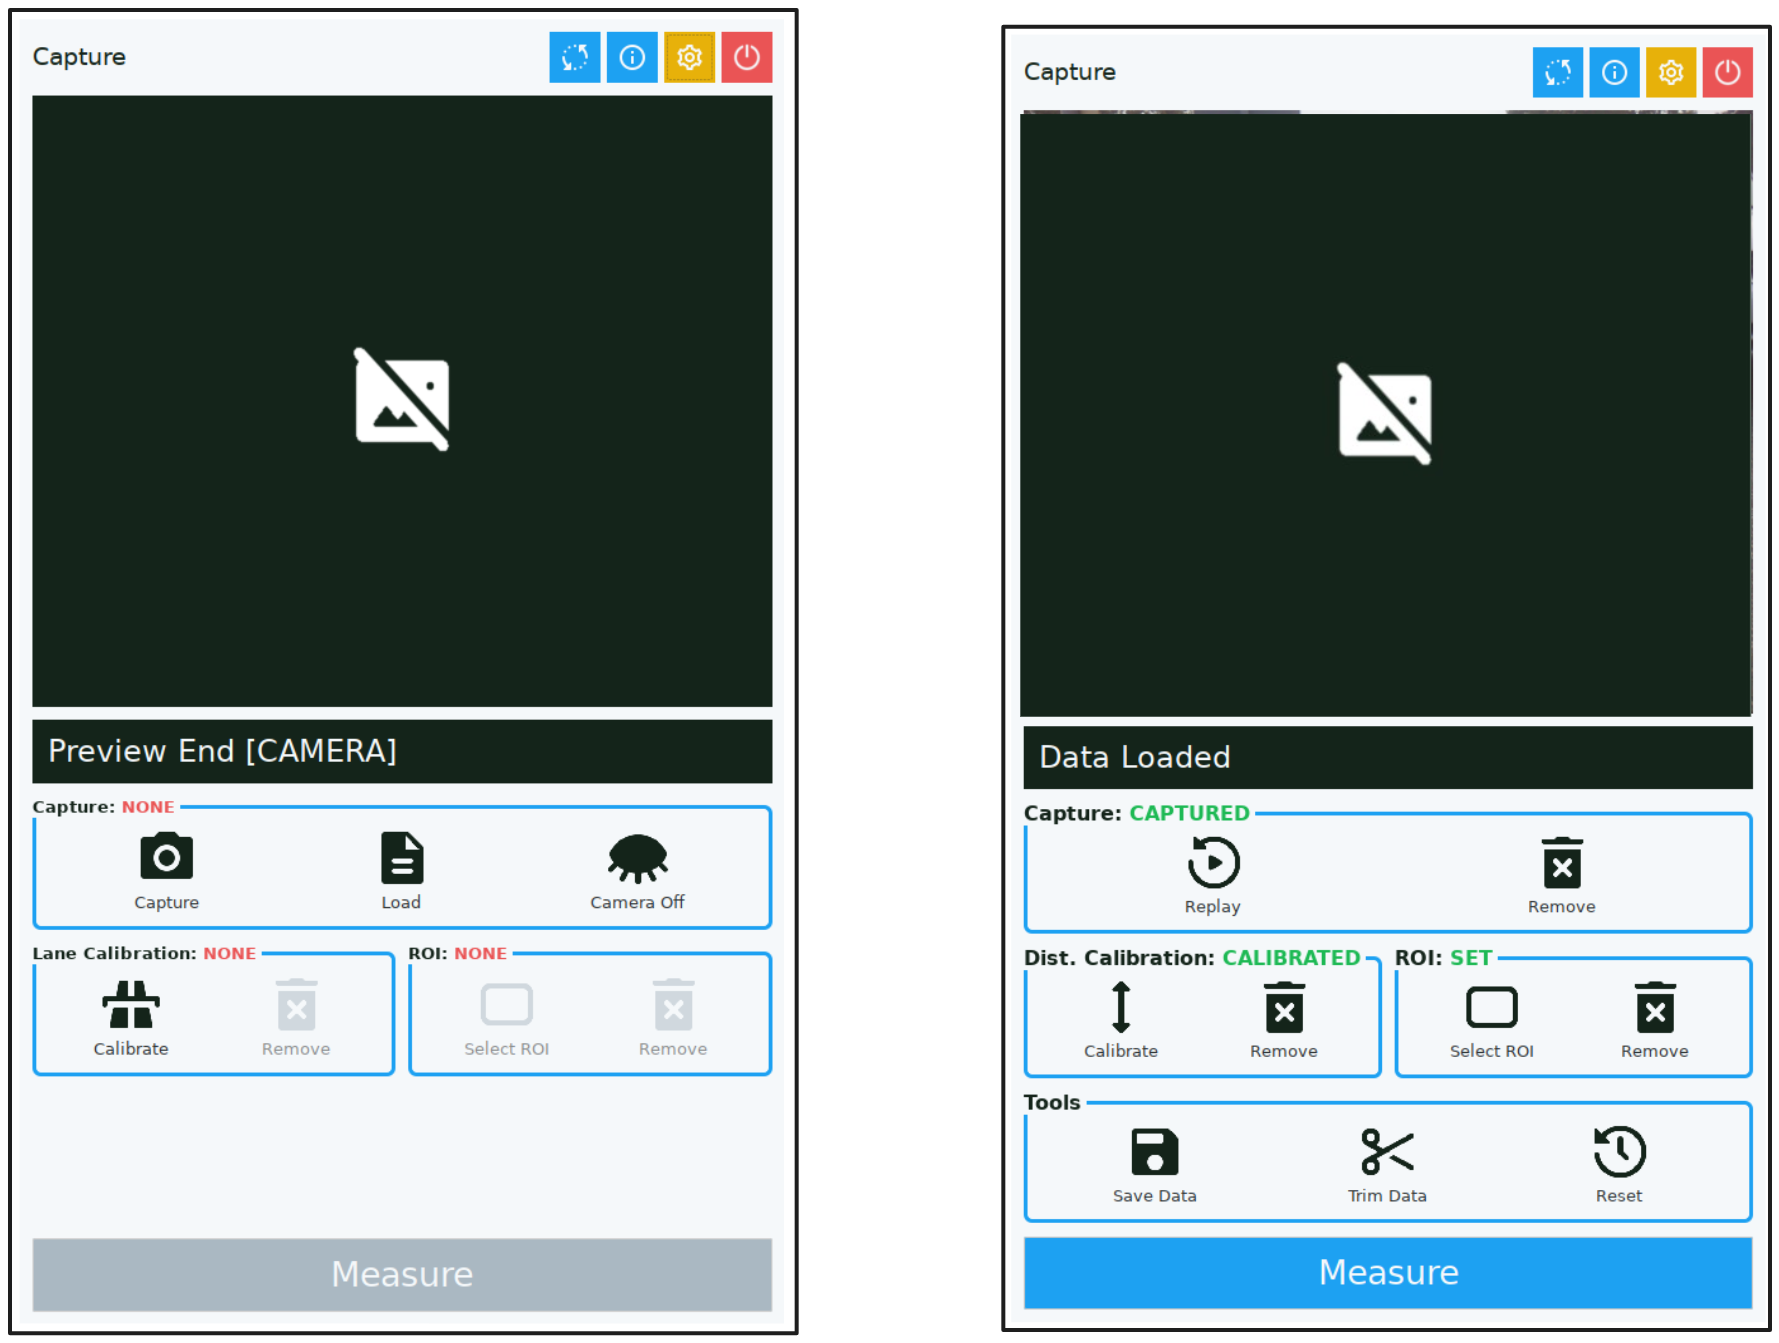 Capture
Preview End [CAMERA]
Capture: NONE
Capture Load Camera Off
Lane Calibration: NONE ROI: NONE
Calibrate Remove Select ROI Remove
Measure
Capture
Data Loaded
Capture: CAPTURED
Replay Remove
Dist. Calibration: CALIBRATED ROI: SET
Calibrate Remove Select ROI Remove
Tools
Save Data Trim Data Reset
Measure